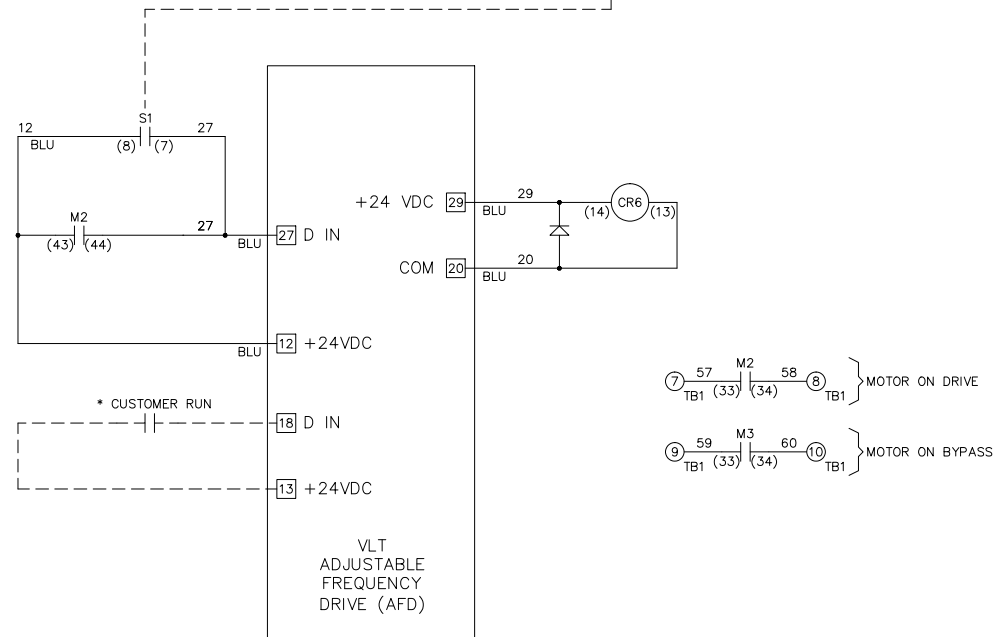 S1
12
BLU
(8) (7)
27
M2
(43) (44)
27
BLU
27 D IN
BLU
12 +24VDC
* CUSTOMER RUN
18 D IN
13 +24VDC
+24 VDC 29
BLU
29
(14) CR6 (13)
COM 20
BLU
20
VLT
ADJUSTABLE
FREQUENCY
DRIVE (AFD)
7 57 M2 58 8
TB1 (33) (34) TB1
MOTOR ON DRIVE
9 59 M3 60 10
TB1 (33) (34) TB1
MOTOR ON BYPASS